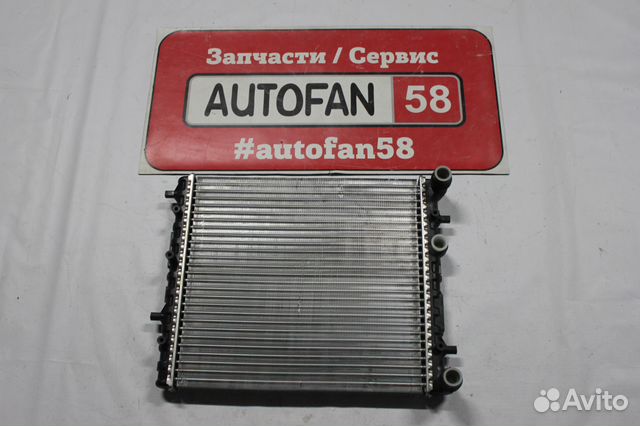 Запчасти / Сервис
AUTOFAN 58
#autofan58
Avito